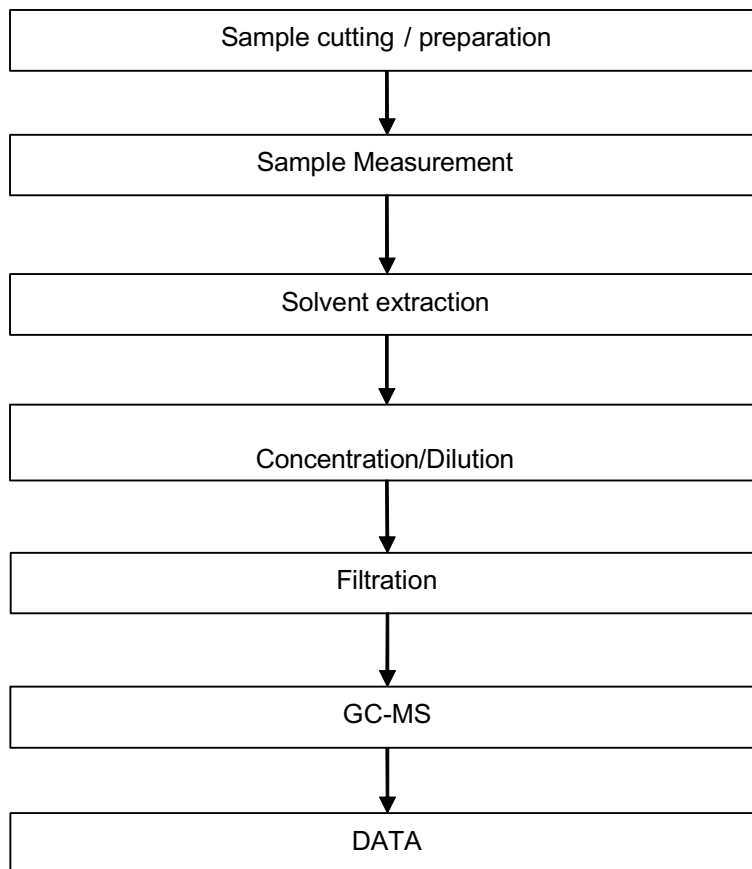 Sample cutting / preparation
Sample Measurement
Solvent extraction
Concentration/Dilution
Filtration
GC-MS
DATA